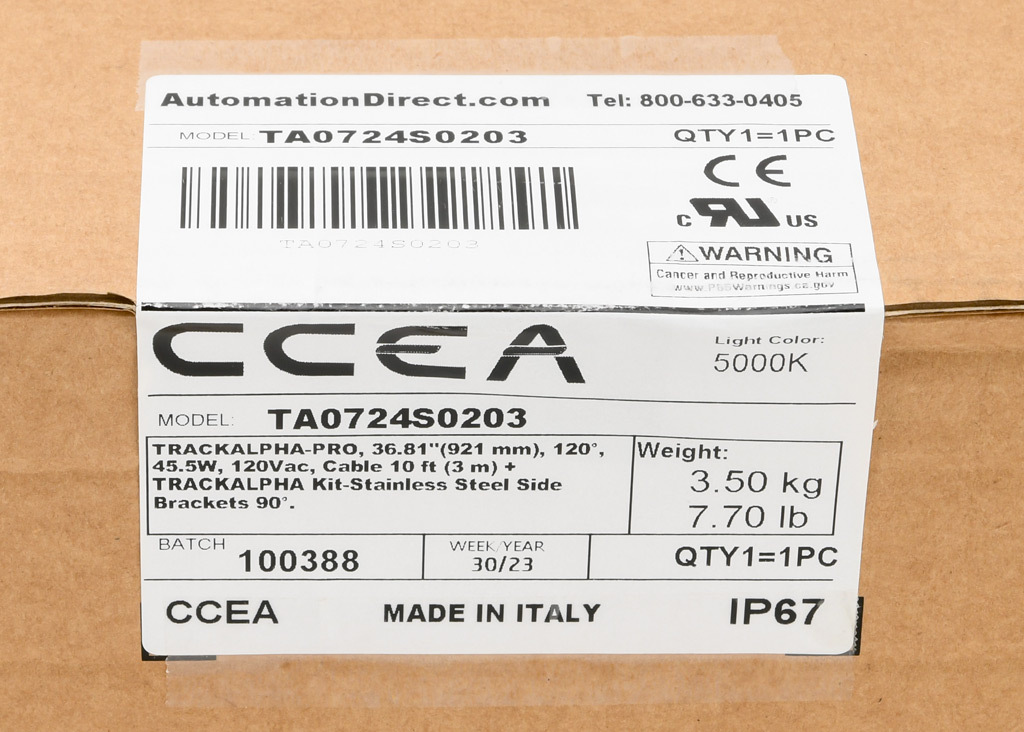 AutomationDirect.com Tel: 800-633-0405
MODEL: TA0724S0203 QTY1=1PC
TA0724S0203
CE
c RU US
⚠WARNING
Cancer and Reproductive Harm
www.P65Warnings.ca.gov
CCEA
Light Color:
5000K
MODEL: TA0724S0203
TRACKALPHA-PRO, 36.81"(921 mm), 120°,
45.5W, 120Vac, Cable 10 ft (3 m) +
TRACKALPHA Kit-Stainless Steel Side
Brackets 90°.
Weight:
3.50 kg
7.70 lb
BATCH 100388
WEEK/YEAR
30/23
QTY1=1PC
CCEA MADE IN ITALY IP67